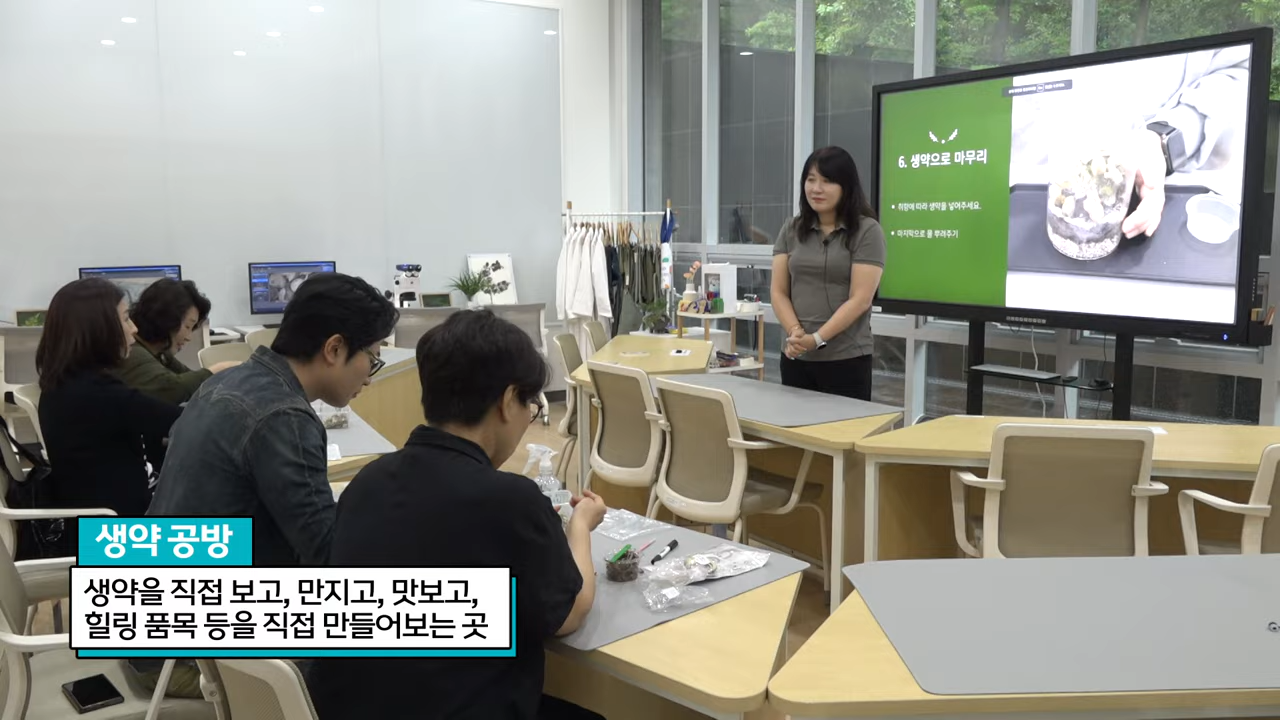 6. 생약으로 마무리
• 취향에 따라 생약을 넣어주세요.
• 마지막으로 물 뿌려주기
생약 공방
생약을 직접 보고, 만지고, 맛보고,
힐링 품목 등을 직접 만들어보는 곳